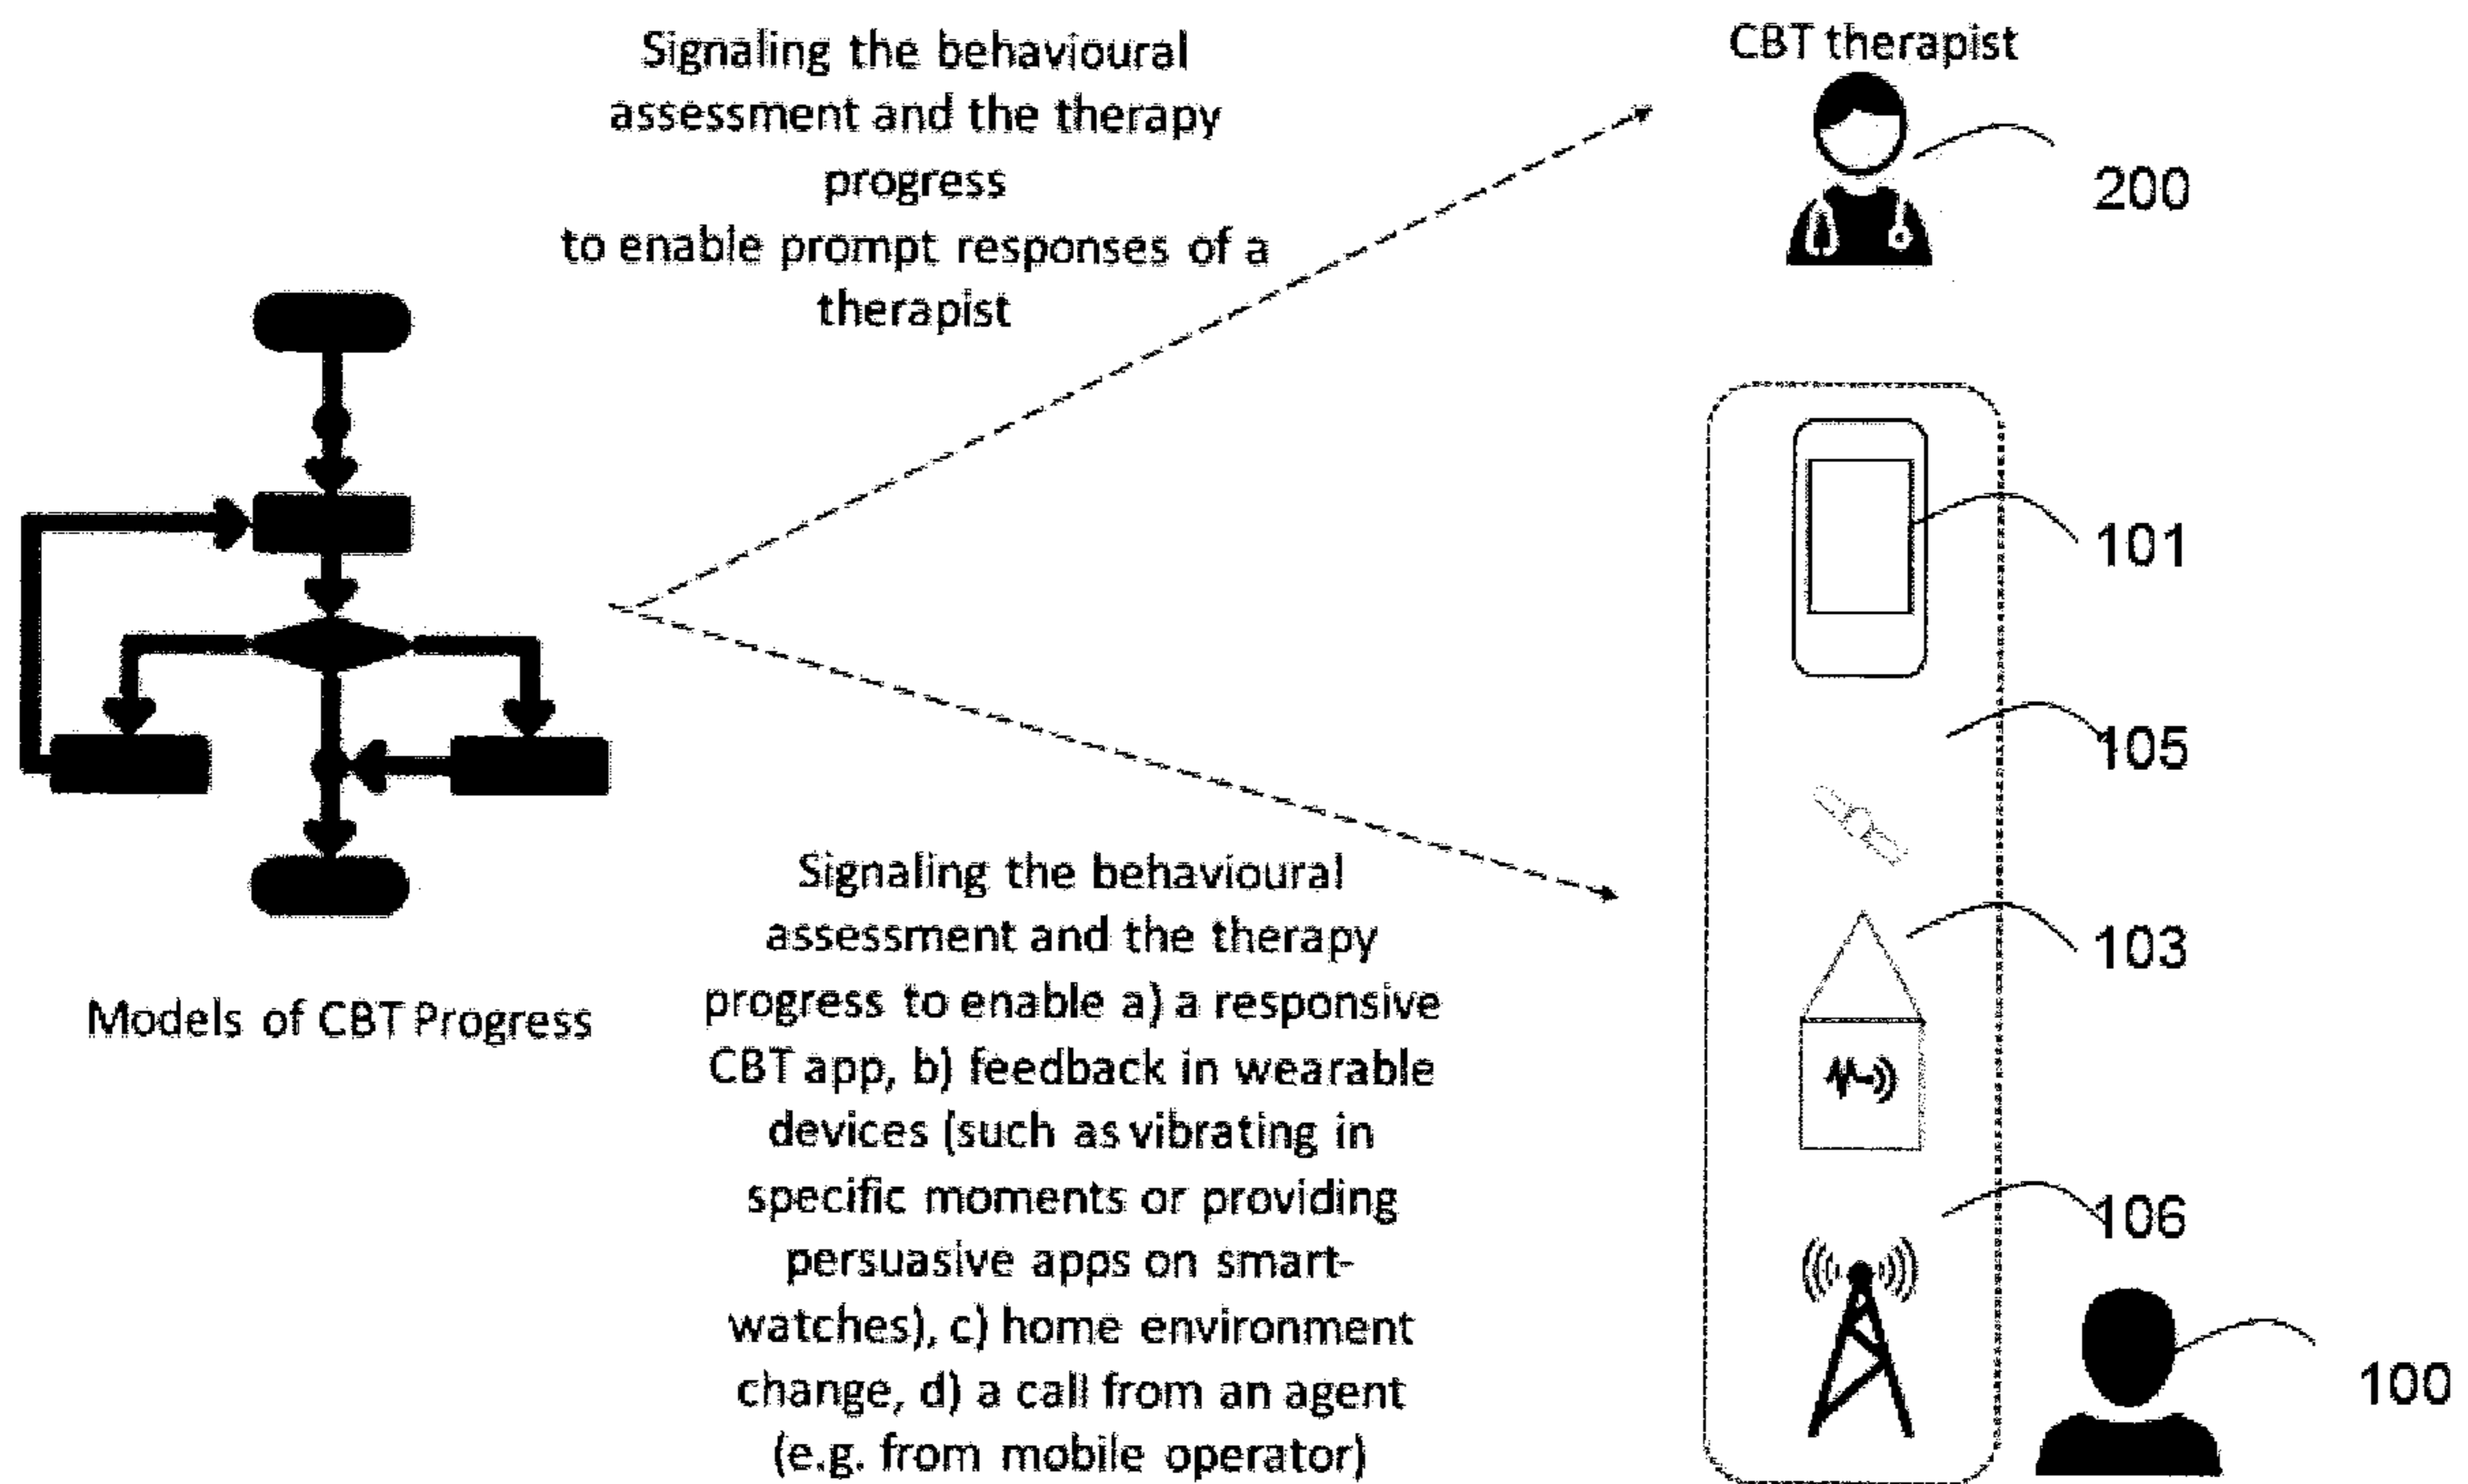 Signaling the behavioural
assessment and the therapy
progress
to enable prompt responses of a
therapist
CBT therapist
200
101
105
103
106
100
Models of CBT Progress
Signaling the behavioural
assessment and the therapy
progress to enable a) a responsive
CBT app, b) feedback in wearable
devices (such as vibrating in
specific moments or providing
persuasive apps on smart-
watches), c) home environment
change, d) a call from an agent
(e.g. from mobile operator)